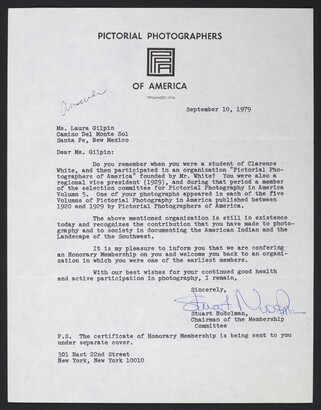 PICTORIAL PHOTOGRAPHERS
PPA
OF AMERICA
ORGANIZED 1916
September 10, 1979
Answer
Ms. Laura Gilpin
Camino Del Monte Sol
Santa Fe, New Mexico
Dear Ms. Gilpin:
Do you remember when you were a student of Clarence
White, and then participated in an organization "Pictorial Pho-
tographers of America" founded by Mr. White? You were also a
regional vice president (1929), and during that period a member
of the selection committee for Pictorial Photography in America
Volumn 5. One of your photographs appeared in each of the five
Volumns of Pictorial Photography in America published between
1920 and 1929 by Pictorial Photographers of America.
The above mentioned organization is still in existence
today and recognizes the contribution that you have made to photo-
graphy and to society in documenting the American Indian and the
Landscape of the Southwest.
It is my pleasure to inform you that we are confering
an Honorary Membership on you and welcome you back to an organi-
zation in which you were one of the earliest members.
With our best wishes for your continued good health
and active participation in photography, I remain,
Sincerely,
Stuart Nudelman
Stuart Nudelman,
Chairman of the Membership
Committee
P.S. The certificate of Honorary Membership is being sent to you
under separate cover.
301 East 22nd Street
New York, New York 10010